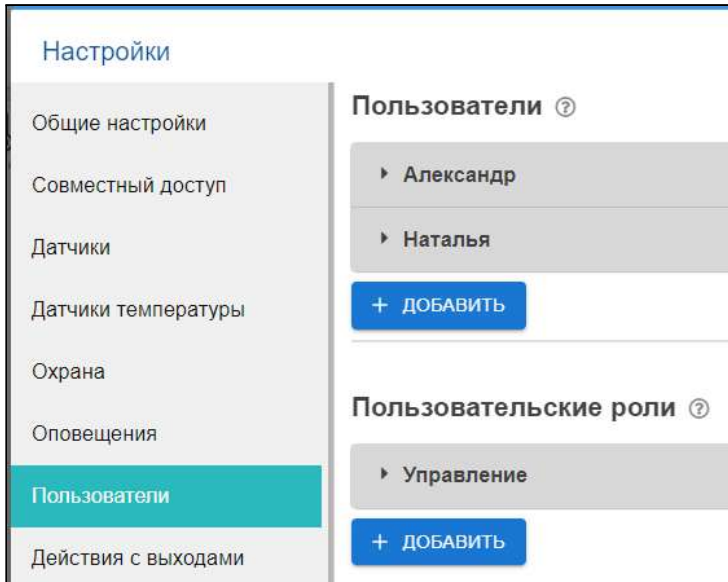 Настройки
Общие настройки
Совместный доступ
Датчики
Датчики температуры
Охрана
Оповещения
Пользователи
Действия с выходами
Пользователи ?
Александр
Наталья
+ ДОБАВИТЬ
Пользовательские роли ?
Управление
+ ДОБАВИТЬ